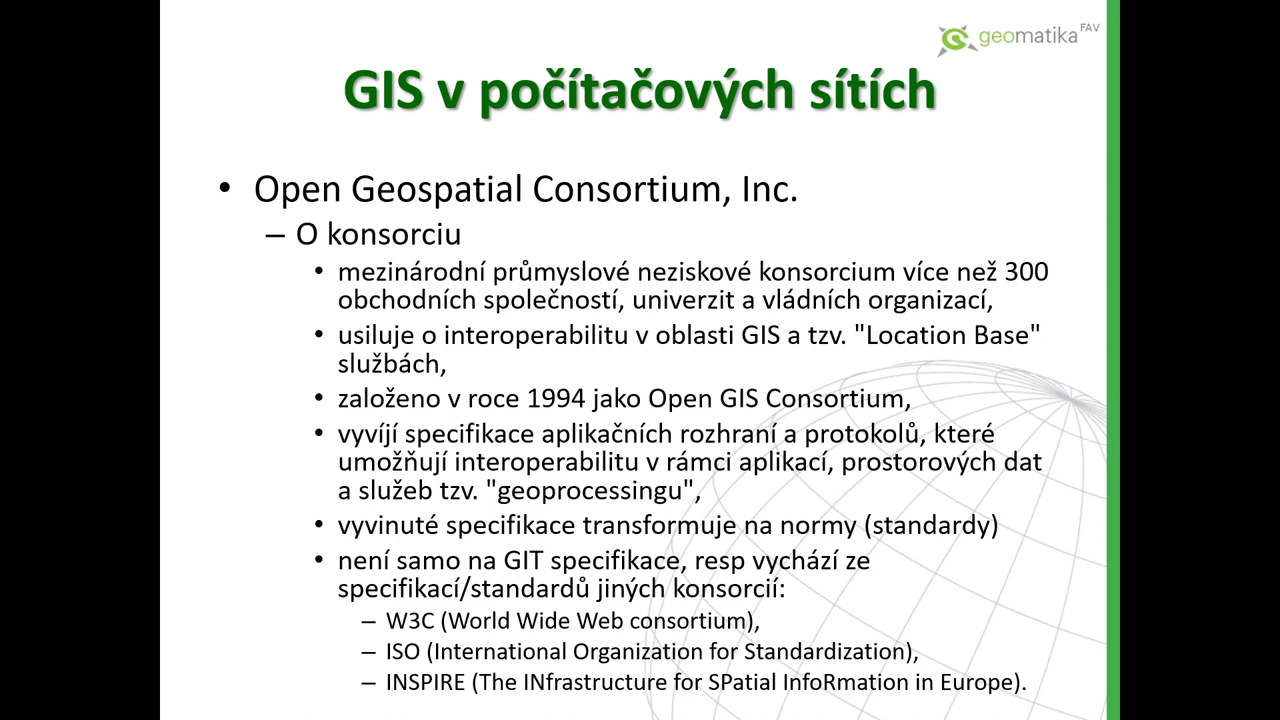 geomatika FAV
GIS v počítačových sítích
• Open Geospatial Consortium, Inc.
– O konsorciu
• mezinárodní průmyslové neziskové konsorcium více než 300
obchodních společností, univerzit a vládních organizací,
• usiluje o interoperabilitu v oblasti GIS a tzv. "Location Base"
službách,
• založeno v roce 1994 jako Open GIS Consortium,
• vyvíjí specifikace aplikačních rozhraní a protokolů, které
umožňují interoperabilitu v rámci aplikací, prostorových dat
a služeb tzv. "geoprocessingu",
• vyvinuté specifikace transformuje na normy (standardy)
• není samo na GIT specifikace, resp vychází ze
specifikací/standardů jiných konsorcií:
– W3C (World Wide Web consortium),
– ISO (International Organization for Standardization),
– INSPIRE (The INfrastructure for SPatial InfoRmation in Europe).